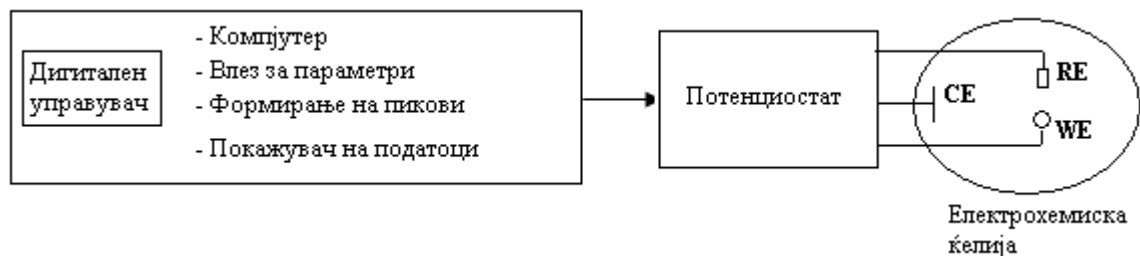 Дигитален
управувач
- Компјутер
- Влез за параметри
- Формирање на пикови
- Покажувач на податоци
Потенциостат
CE
RE
WE
Електрохемиска
ќелија